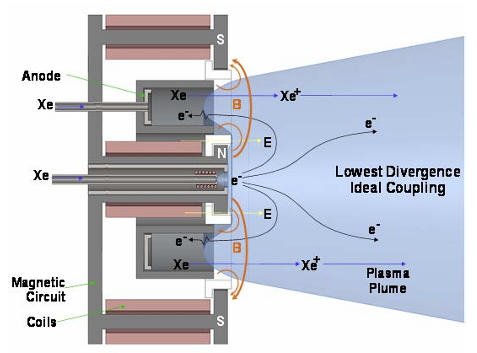 S
Anode
Xe
Xe
Xe+
e-
B
e-
E
N
Lowest Divergence
Ideal Coupling
Xe
e-
E
e-
e-
B
Xe
Xe+
Plasma
Plume
Magnetic
Circuit
Coils
S